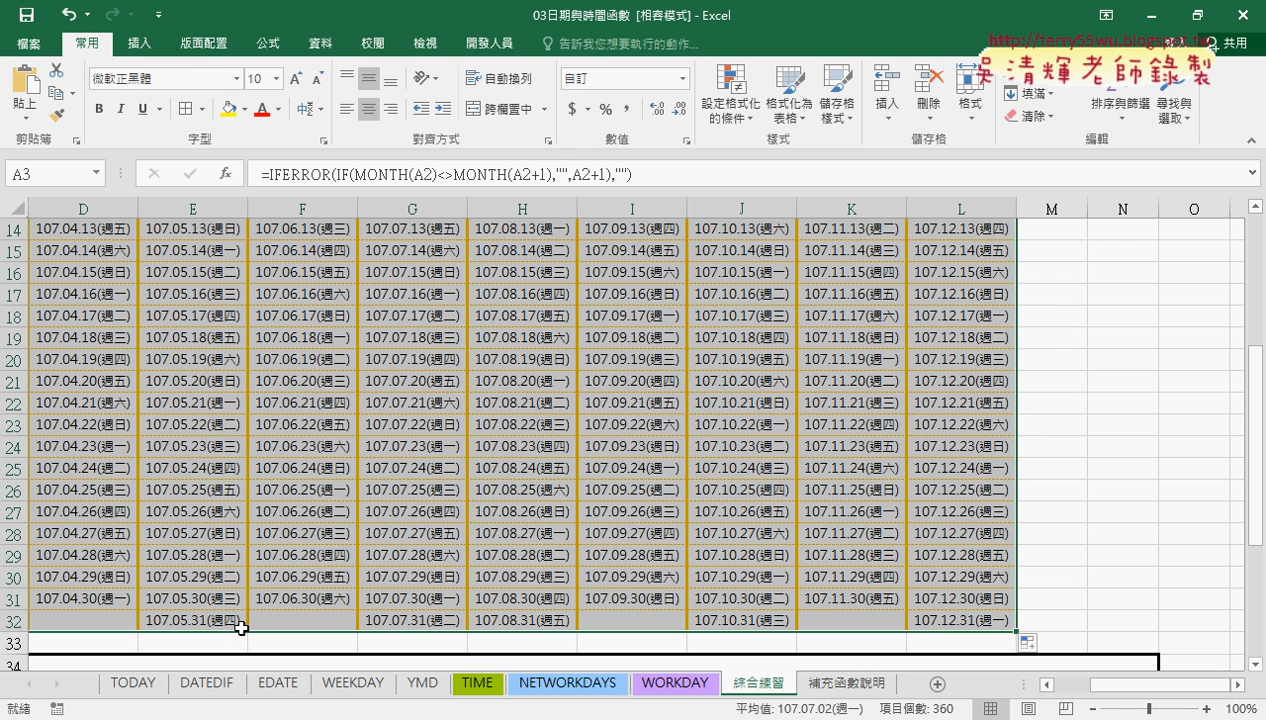 03日期與時間函數 [相容模式] - Excel
http://terry55wu.blogspot.tw
吳清輝老師錄製
檔案 常用 插入 版面配置 公式 資料 校閱 檢視 開發人員 告訴我您想要執行的動作... 共用
貼上 微軟正黑體 10 自動換列 自訂 設定格式化的條件 格式化為表格 儲存格樣式 插入 刪除 格式 填滿 排序與篩選 尋找與選取
跨欄置中 清除
剪貼簿 字型 對齊方式 數值 樣式 儲存格 編輯
A3 fx =IFERROR(IF(MONTH(A2)<>MONTH(A2+1),"",A2+1),"")
D E F G H I J K L M N O
14 107.04.13(週五) 107.05.13(週日) 107.06.13(週三) 107.07.13(週五) 107.08.13(週一) 107.09.13(週四) 107.10.13(週六) 107.11.13(週二) 107.12.13(週四)
15 107.04.14(週六) 107.05.14(週一) 107.06.14(週四) 107.07.14(週六) 107.08.14(週二) 107.09.14(週五) 107.10.14(週日) 107.11.14(週三) 107.12.14(週五)
16 107.04.15(週日) 107.05.15(週二) 107.06.15(週五) 107.07.15(週日) 107.08.15(週三) 107.09.15(週六) 107.10.15(週一) 107.11.15(週四) 107.12.15(週六)
17 107.04.16(週一) 107.05.16(週三) 107.06.16(週六) 107.07.16(週一) 107.08.16(週四) 107.09.16(週日) 107.10.16(週二) 107.11.16(週五) 107.12.16(週日)
18 107.04.17(週二) 107.05.17(週四) 107.06.17(週日) 107.07.17(週二) 107.08.17(週五) 107.09.17(週一) 107.10.17(週三) 107.11.17(週六) 107.12.17(週一)
19 107.04.18(週三) 107.05.18(週五) 107.06.18(週一) 107.07.18(週三) 107.08.18(週六) 107.09.18(週二) 107.10.18(週四) 107.11.18(週日) 107.12.18(週二)
20 107.04.19(週四) 107.05.19(週六) 107.06.19(週二) 107.07.19(週四) 107.08.19(週日) 107.09.19(週三) 107.10.19(週五) 107.11.19(週一) 107.12.19(週三)
21 107.04.20(週五) 107.05.20(週日) 107.06.20(週三) 107.07.20(週五) 107.08.20(週一) 107.09.20(週四) 107.10.20(週六) 107.11.20(週二) 107.12.20(週四)
22 107.04.21(週六) 107.05.21(週一) 107.06.21(週四) 107.07.21(週六) 107.08.21(週二) 107.09.21(週五) 107.10.21(週日) 107.11.21(週三) 107.12.21(週五)
23 107.04.22(週日) 107.05.22(週二) 107.06.22(週五) 107.07.22(週日) 107.08.22(週三) 107.09.22(週六) 107.10.22(週一) 107.11.22(週四) 107.12.22(週六)
24 107.04.23(週一) 107.05.23(週三) 107.06.23(週六) 107.07.23(週一) 107.08.23(週四) 107.09.23(週日) 107.10.23(週二) 107.11.23(週五) 107.12.23(週日)
25 107.04.24(週二) 107.05.24(週四) 107.06.24(週日) 107.07.24(週二) 107.08.24(週五) 107.09.24(週一) 107.10.24(週三) 107.11.24(週六) 107.12.24(週一)
26 107.04.25(週三) 107.05.25(週五) 107.06.25(週一) 107.07.25(週三) 107.08.25(週六) 107.09.25(週二) 107.10.25(週四) 107.11.25(週日) 107.12.25(週二)
27 107.04.26(週四) 107.05.26(週六) 107.06.26(週二) 107.07.26(週四) 107.08.26(週日) 107.09.26(週三) 107.10.26(週五) 107.11.26(週一) 107.12.26(週三)
28 107.04.27(週五) 107.05.27(週日) 107.06.27(週三) 107.07.27(週五) 107.08.27(週一) 107.09.27(週四) 107.10.27(週六) 107.11.27(週二) 107.12.27(週四)
29 107.04.28(週六) 107.05.28(週一) 107.06.28(週四) 107.07.28(週六) 107.08.28(週二) 107.09.28(週五) 107.10.28(週日) 107.11.28(週三) 107.12.28(週五)
30 107.04.29(週日) 107.05.29(週二) 107.06.29(週五) 107.07.29(週日) 107.08.29(週三) 107.09.29(週六) 107.10.29(週一) 107.11.29(週四) 107.12.29(週六)
31 107.04.30(週一) 107.05.30(週三) 107.06.30(週六) 107.07.30(週一) 107.08.30(週四) 107.09.30(週日) 107.10.30(週二) 107.11.30(週五) 107.12.30(週日)
32 107.05.31(週四) 107.07.31(週二) 107.08.31(週五) 107.10.31(週三) 107.12.31(週一)
33
34
TODAY DATEDIF EDATE WEEKDAY YMD TIME NETWORKDAYS WORKDAY 綜合練習 補充函數說明
就緒 平均值: 107.07.02(週一) 項目個數: 360 100%